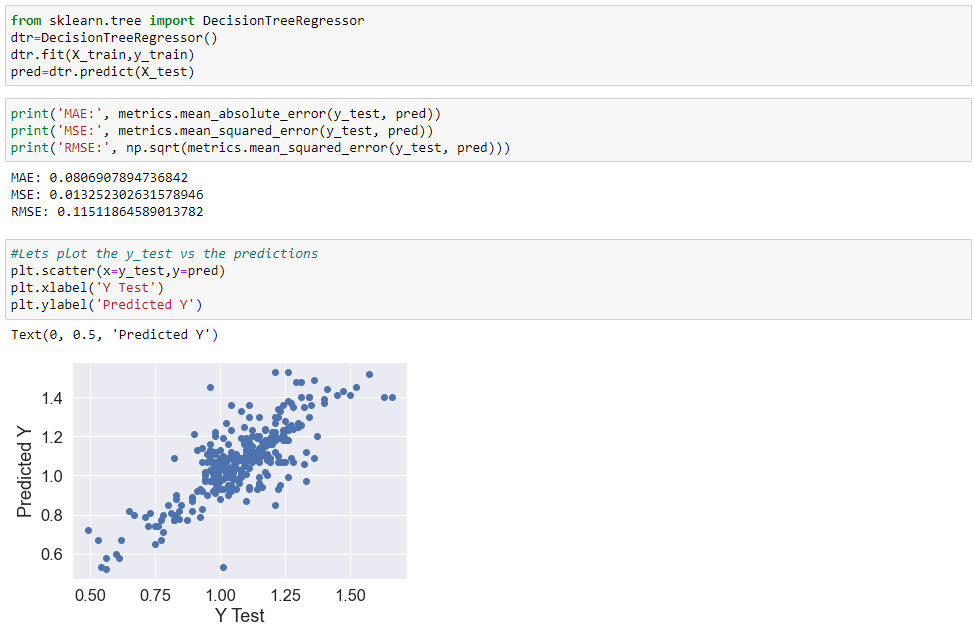 from sklearn.tree import DecisionTreeRegressor
dtr=DecisionTreeRegressor()
dtr.fit(X_train,y_train)
pred=dtr.predict(X_test)
print('MAE:', metrics.mean_absolute_error(y_test, pred))
print('MSE:', metrics.mean_squared_error(y_test, pred))
print('RMSE:', np.sqrt(metrics.mean_squared_error(y_test, pred)))
MAE: 0.0806907894736842
MSE: 0.013252302631578946
RMSE: 0.11511864589013782
#Lets plot the y_test vs the predictions
plt.scatter(x=y_test,y=pred)
plt.xlabel('Y Test')
plt.ylabel('Predicted Y')
Text(0, 0.5, 'Predicted Y')
Predicted Y
1.4
1.2
1.0
0.8
0.6
0.50 0.75 1.00 1.25 1.50
Y Test